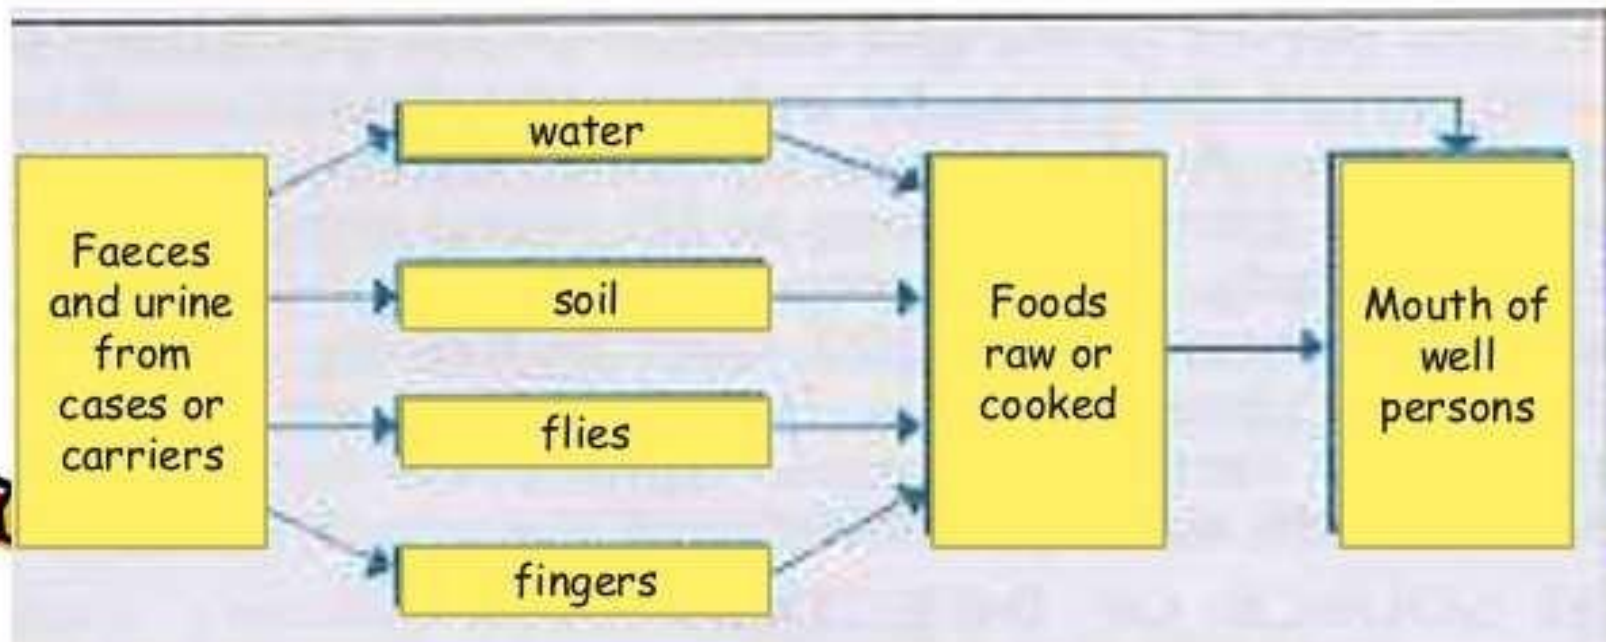 Faeces
and urine
from
cases or
carriers
water
soil
flies
fingers
Foods
raw or
cooked
Mouth of
well
persons